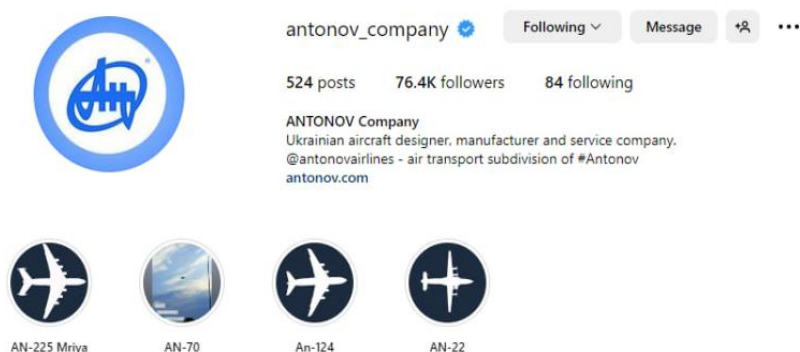 antonov_company Following Message
524 posts 76.4K followers 84 following
ANTONOV Company
Ukrainian aircraft designer, manufacturer and service company.
@antonovairlines - air transport subdivision of #Antonov
antonov.com
Ан
AN-225 Mriya AN-70 An-124 AN-22